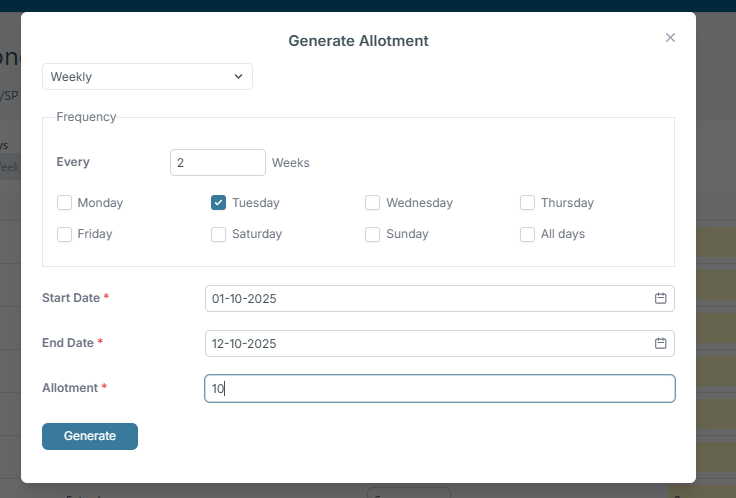 Generate Allotment
Weekly
/SP
Frequency
Every 2 Weeks
Monday Tuesday Wednesday Thursday
Friday Saturday Sunday All days
Start Date * 01-10-2025
End Date * 12-10-2025
Allotment * 10
Generate